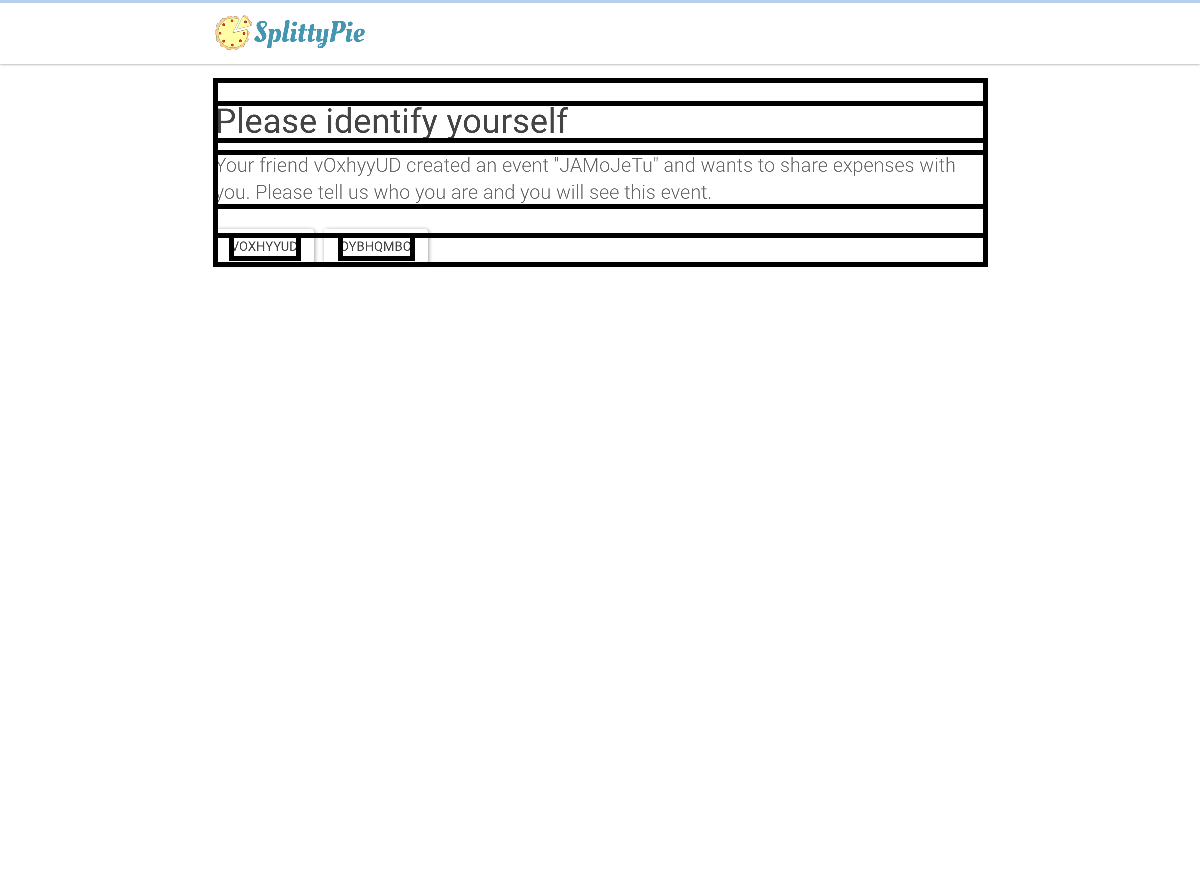 SplittyPie
Please identify yourself
Your friend vOxhyyUD created an event "JAMoJeTu" and wants to share expenses with
you. Please tell us who you are and you will see this event.
VOXHYYUD